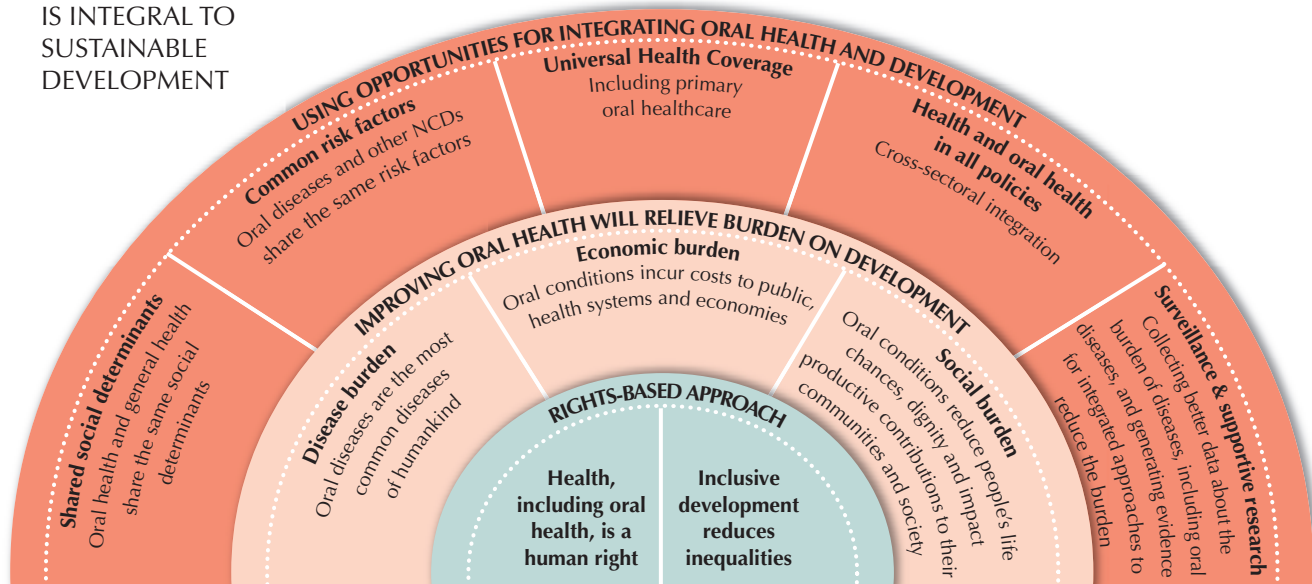 IS INTEGRAL TO
SUSTAINABLE
DEVELOPMENT
USING OPPORTUNITIES FOR INTEGRATING ORAL HEALTH AND DEVELOPMENT
Shared social determinants
Oral health and general health
share the same social
determinants
Common risk factors
Oral diseases and other NCDs
share the same risk factors
Universal Health Coverage
Including primary
oral healthcare
Health and oral health
in all policies
Cross-sectoral integration
Surveillance & supportive research
Collecting better data about the
burden of diseases, including oral
diseases, and generating evidence
for integrated approaches to
reduce the burden
IMPROVING ORAL HEALTH WILL RELIEVE BURDEN ON DEVELOPMENT
Disease burden
Oral diseases are the most
common diseases
of humankind
Economic burden
Oral conditions incur costs to public,
health systems and economies
Social burden
Oral conditions reduce people's life
chances, dignity and impact
productive contributions to their
communities and society
RIGHTS-BASED APPROACH
Health,
including oral
health, is a
human right
Inclusive
development
reduces
inequalities